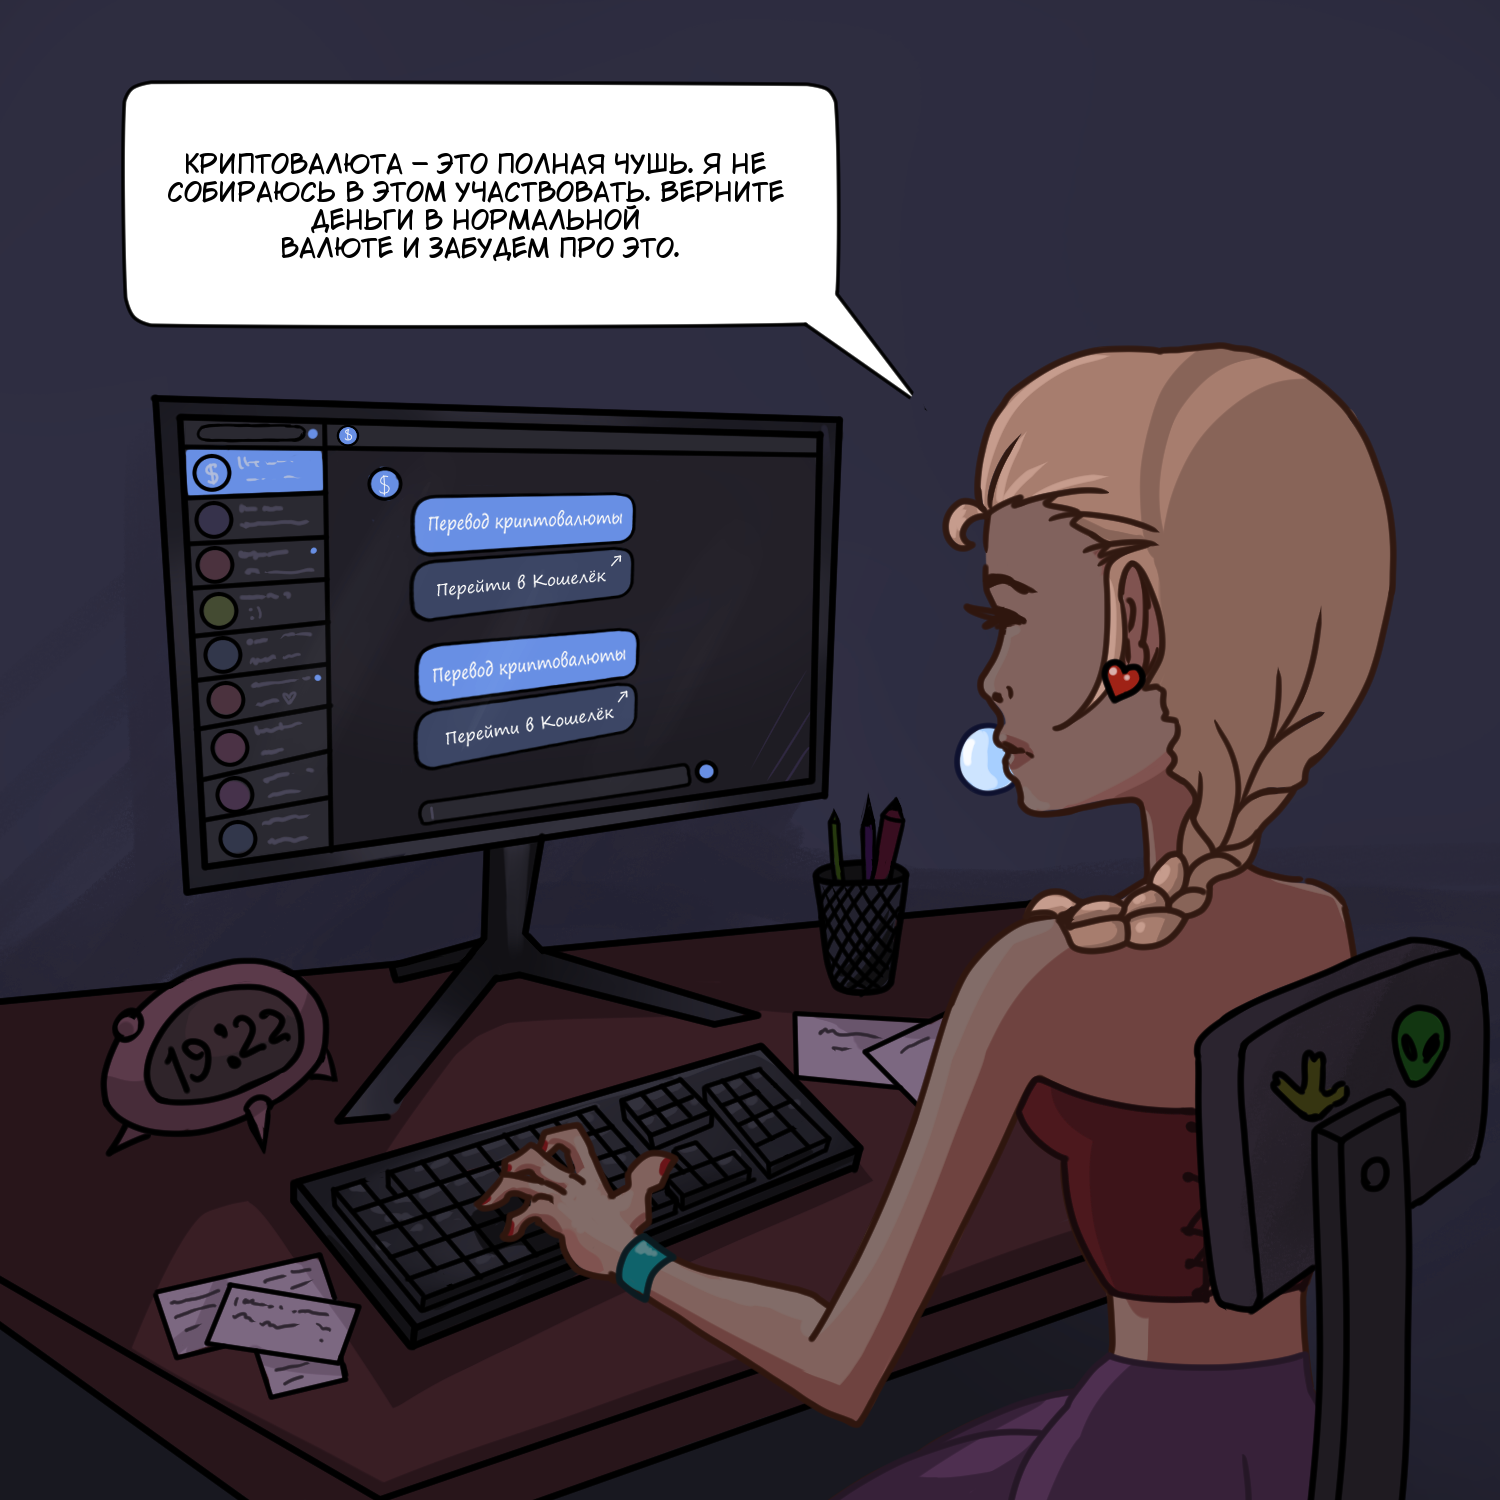 КРИПТОВАЛЮТА – ЭТО ПОЛНАЯ ЧУШЬ. Я НЕ
СОБИРАЮСЬ В ЭТОМ УЧАСТВОВАТЬ. ВЕРНИТЕ
ДЕНЬГИ В НОРМАЛЬНОЙ
ВАЛЮТЕ И ЗАБУДЕМ ПРО ЭТО.
$
$
$
Перевод криптовалюты
Перейти в Кошелёк
:)
Перевод криптовалюты
Перейти в Кошелёк
19:22